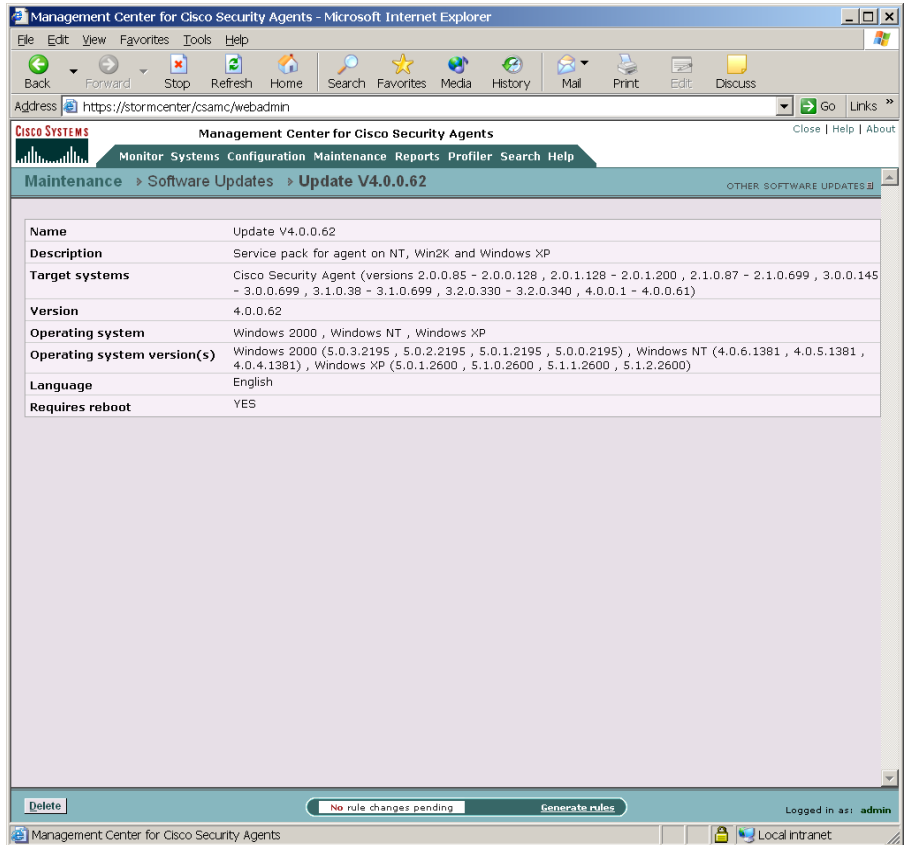 Management Center for Cisco Security Agents - Microsoft Internet Explorer
File Edit View Favorites Tools Help
Back Forward Stop Refresh Home Search Favorites Media History Mail Print Edit Discuss
Address https://stormcenter/csamc/webadmin Go Links »
CISCO SYSTEMS
Management Center for Cisco Security Agents
Close | Help | About
Monitor Systems Configuration Maintenance Reports Profiler Search Help
Maintenance Software Updates Update V4.0.0.62
OTHER SOFTWARE UPDATES
Name Update V4.0.0.62
Description Service pack for agent on NT, Win2K and Windows XP
Target systems Cisco Security Agent (versions 2.0.0.85 - 2.0.0.128 , 2.0.1.128 - 2.0.1.200 , 2.1.0.87 - 2.1.0.699 , 3.0.0.145
- 3.0.0.699 , 3.1.0.38 - 3.1.0.699 , 3.2.0.330 - 3.2.0.340 , 4.0.0.1 - 4.0.0.61)
Version 4.0.0.62
Operating system Windows 2000 , Windows NT , Windows XP
Operating system version(s) Windows 2000 (5.0.3.2195 , 5.0.2.2195 , 5.0.1.2195 , 5.0.0.2195) , Windows NT (4.0.6.1381 , 4.0.5.1381 ,
4.0.4.1381) , Windows XP (5.0.1.2600 , 5.1.0.2600 , 5.1.1.2600 , 5.1.2.2600)
Language English
Requires reboot YES
Delete
No rule changes pending Generate rules
Logged in as: admin
Management Center for Cisco Security Agents
Local intranet